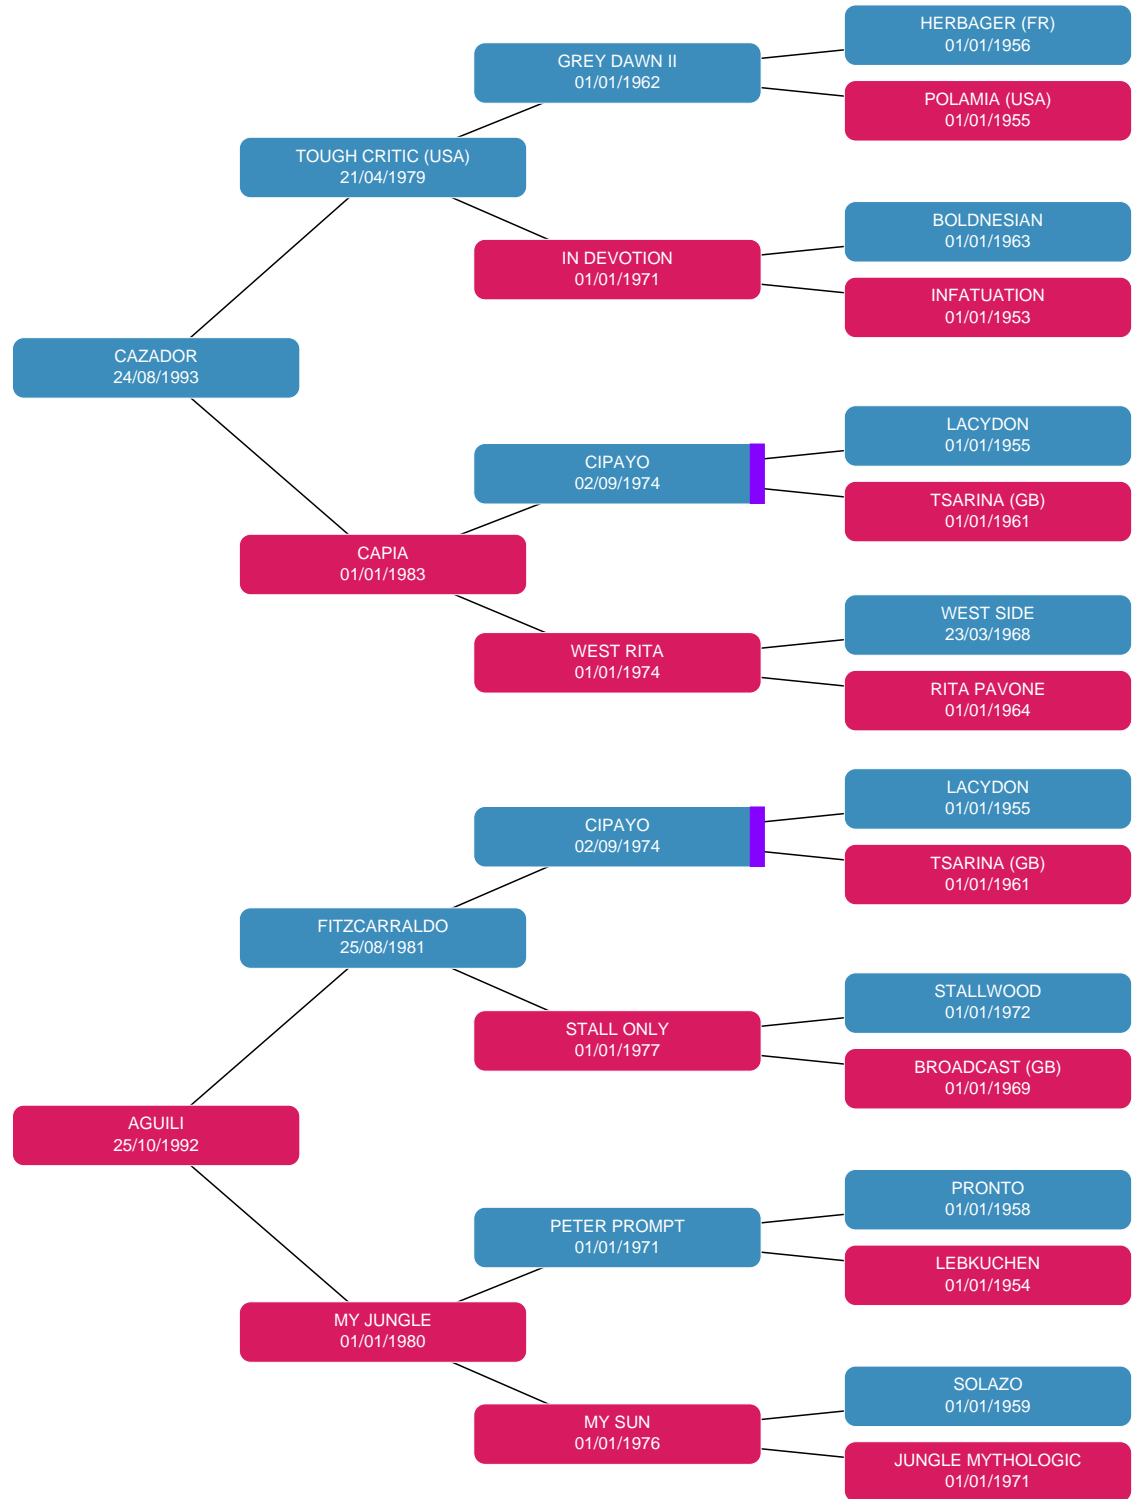 HERBAGER (FR)
01/01/1956
GREY DAWN II
01/01/1962
POLAMIA (USA)
01/01/1955
TOUGH CRITIC (USA)
21/04/1979
BOLDNESIAN
01/01/1963
IN DEVOTION
01/01/1971
INFATUATION
01/01/1953
CAZADOR
24/08/1993
LACYDON
01/01/1955
CIPAYO
02/09/1974
TSARINA (GB)
01/01/1961
CAPIA
01/01/1983
WEST SIDE
23/03/1968
WEST RITA
01/01/1974
RITA PAVONE
01/01/1964
LACYDON
01/01/1955
CIPAYO
02/09/1974
TSARINA (GB)
01/01/1961
FITZCARRALDO
25/08/1981
STALLWOOD
01/01/1972
STALL ONLY
01/01/1977
BROADCAST (GB)
01/01/1969
AGUILI
25/10/1992
PRONTO
01/01/1958
PETER PROMPT
01/01/1971
LEBKUCHEN
01/01/1954
MY JUNGLE
01/01/1980
SOLAZO
01/01/1959
MY SUN
01/01/1976
JUNGLE MYTHOLOGIC
01/01/1971